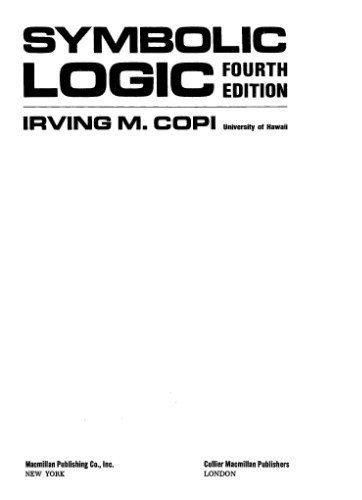 SYMBOLIC
LOGIC FOURTH EDITION
IRVING M. COPI University of Hawaii
Macmillan Publishing Co., Inc.
NEW YORK
Collier Macmillan Publishers
LONDON